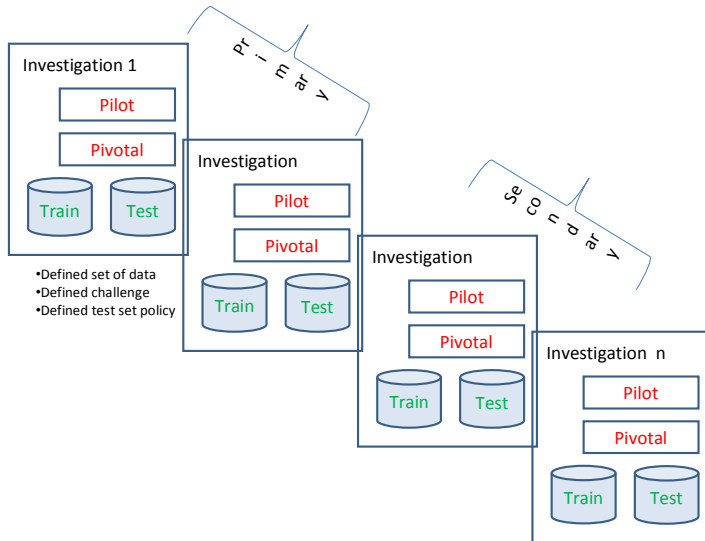 Investigation 1
Pilot
Pivotal
Train Test
•Defined set of data
•Defined challenge
•Defined test set policy
Primary
Investigation
Pilot
Pivotal
Train Test
Secondary
Investigation
Pilot
Pivotal
Train Test
Investigation n
Pilot
Pivotal
Train Test